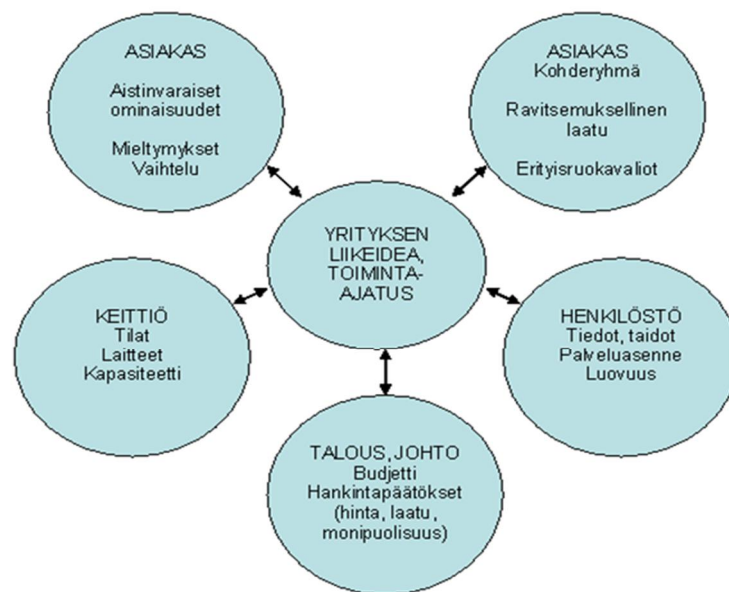 ASIAKAS
Aistinvaraiset
ominaisuudet
Mieltymykset
Vaihtelu
ASIAKAS
Kohderyhmä
Ravitsemuksellinen
laatu
Erityisruokavaliot
YRITYKSEN
LIIKEIDEA,
TOIMINTA-
AJATUS
KEITTIÖ
Tilat
Laitteet
Kapasiteetti
HENKILÖSTÖ
Tiedot, taidot
Palveluasenne
Luovuus
TALOUS, JOHTO
Budjetti
Hankintapäätökset
(hinta, laatu,
monipuolisuus)